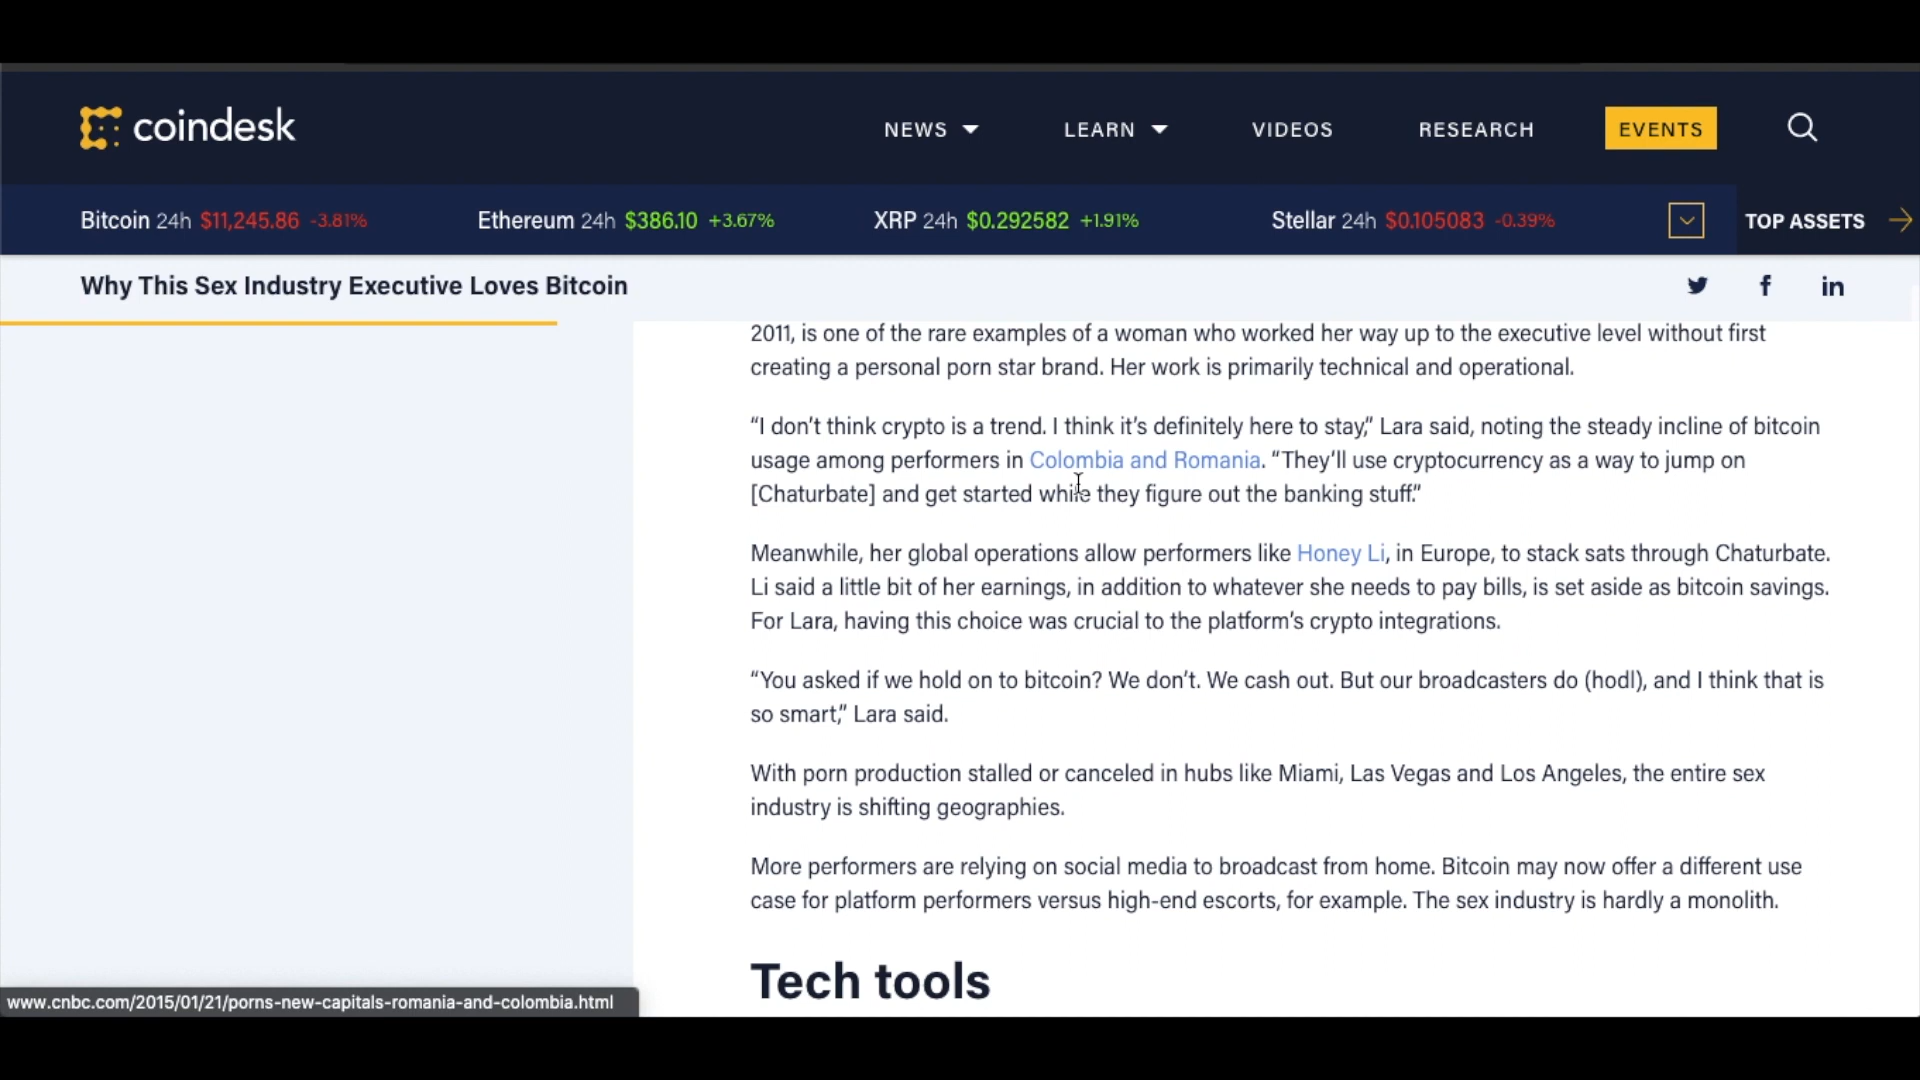 coindesk
NEWS
LEARN
VIDEOS
RESEARCH
EVENTS
Bitcoin 24h $11,245.86 -3.81%
Ethereum 24h $386.10 +3.67%
XRP 24h $0.292582 +1.91%
Stellar 24h $0.105083 -0.39%
TOP ASSETS
Why This Sex Industry Executive Loves Bitcoin
2011, is one of the rare examples of a woman who worked her way up to the executive level without first
creating a personal porn star brand. Her work is primarily technical and operational.
“I don’t think crypto is a trend. I think it’s definitely here to stay,” Lara said, noting the steady incline of bitcoin
usage among performers in Colombia and Romania. “They’ll use cryptocurrency as a way to jump on
[Chaturbate] and get started while they figure out the banking stuff.”
Meanwhile, her global operations allow performers like Honey Li, in Europe, to stack sats through Chaturbate.
Li said a little bit of her earnings, in addition to whatever she needs to pay bills, is set aside as bitcoin savings.
For Lara, having this choice was crucial to the platform’s crypto integrations.
“You asked if we hold on to bitcoin? We don’t. We cash out. But our broadcasters do (hodl), and I think that is
so smart,” Lara said.
With porn production stalled or canceled in hubs like Miami, Las Vegas and Los Angeles, the entire sex
industry is shifting geographies.
More performers are relying on social media to broadcast from home. Bitcoin may now offer a different use
case for platform performers versus high-end escorts, for example. The sex industry is hardly a monolith.
Tech tools
www.cnbc.com/2015/01/21/porns-new-capitals-romania-and-colombia.html